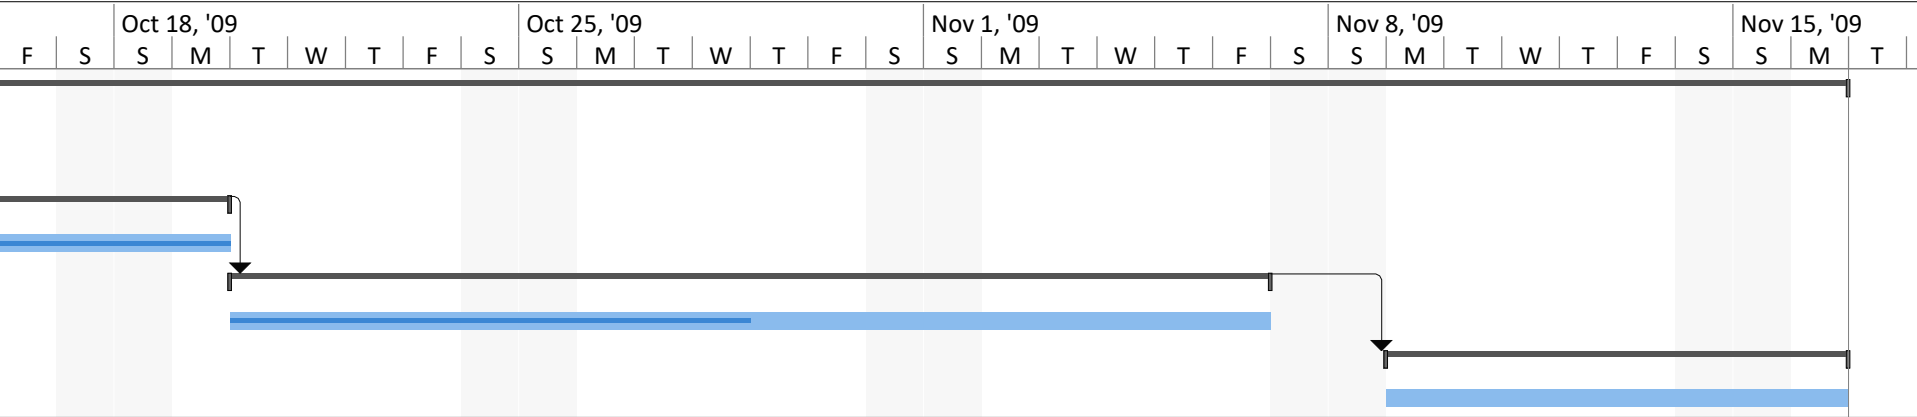 Oct 18, '09 Oct 25, '09 Nov 1, '09 Nov 8, '09 Nov 15, '09
F S S M T W T F S S M T W T F S S M T W T F S S M T W T F S S M T